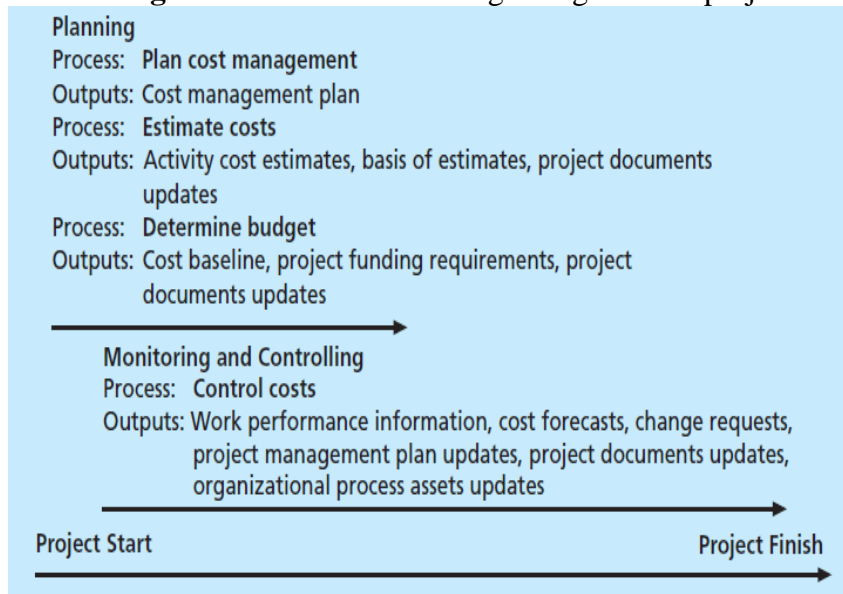 Planning
Process: Plan cost management
Outputs: Cost management plan
Process: Estimate costs
Outputs: Activity cost estimates, basis of estimates, project documents
updates
Process: Determine budget
Outputs: Cost baseline, project funding requirements, project
documents updates
Monitoring and Controlling
Process: Control costs
Outputs: Work performance information, cost forecasts, change requests,
project management plan updates, project documents updates,
organizational process assets updates
Project Start Project Finish